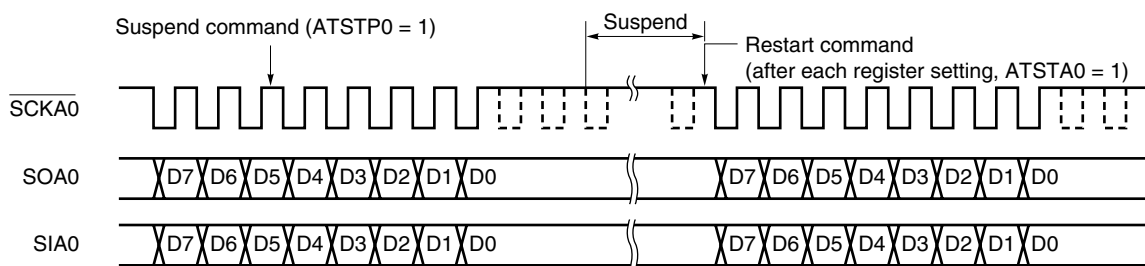 Suspend command (ATSTP0 = 1)
Suspend
Restart command
(after each register setting, ATSTA0 = 1)
SCKA0
SOA0 D7 D6 D5 D4 D3 D2 D1 D0 D7 D6 D5 D4 D3 D2 D1 D0
SIA0 D7 D6 D5 D4 D3 D2 D1 D0 D7 D6 D5 D4 D3 D2 D1 D0